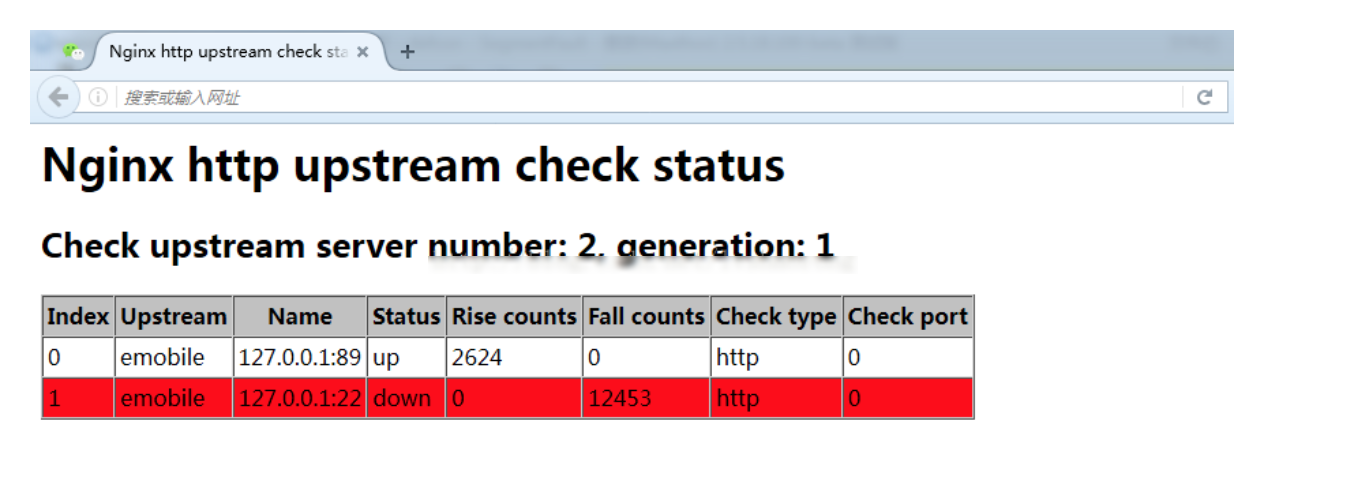 Nginx http upstream check sta
搜索或输入网址
Nginx http upstream check status
Check upstream server number: 2, generation: 1
Index Upstream Name Status Rise counts Fall counts Check type Check port
0 emobile 127.0.0.1:89 up 2624 0 http 0
1 emobile 127.0.0.1:22 down 0 12453 http 0